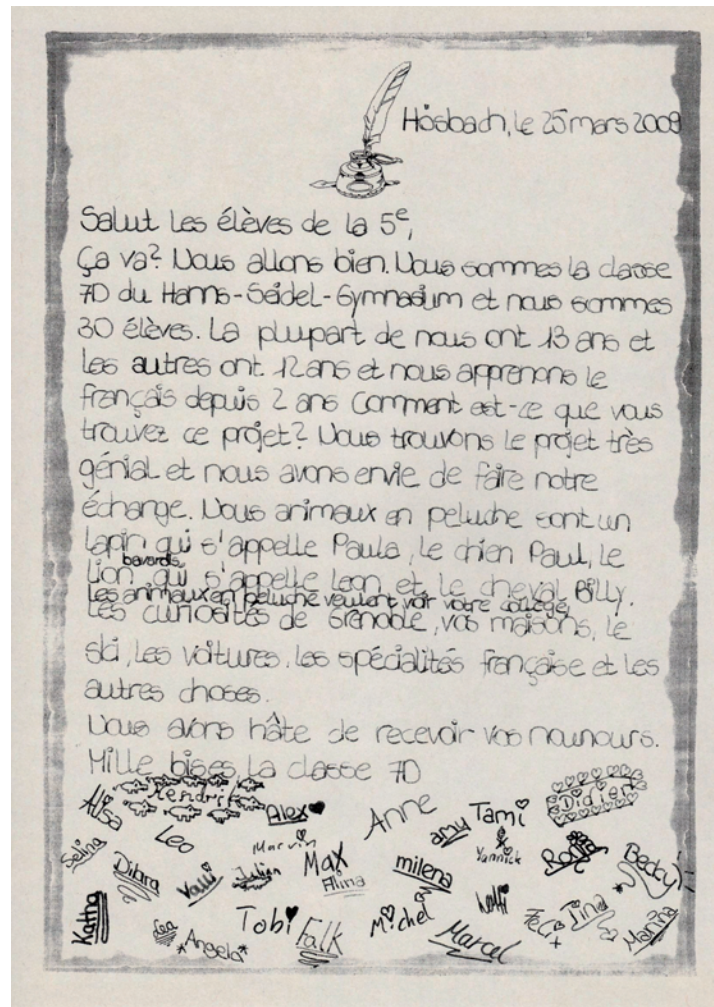 Hösbach, le 25 mars 2009
Salut les élèves de la 5e,
Ça va? Nous allons bien. Nous sommes la classe
7D du Hanns-Seidel-Gymnasium et nous sommes
30 élèves. La plupart de nous ont 13 ans et
les autres ont 12 ans et nous apprenons le
français depuis 2 ans Comment est-ce que vous
trouvez ce projet? Nous trouvons le projet très
génial et nous avons envie de faire notre
échange. Nous animaux en peluche sont un
lapin qui s'appelle Paula, le chien Paul, le
bavards
Lion qui s'appelle Leon et le cheval Billy.
Les animaux en peluche veulent voir votre collège,
les curiosités de Grenoble, vos maisons, le
ski, les voitures, les spécialités française et les
autres choses.
Nous avons hâte de recevoir vos nounours.
Mille bises La classe 7D
Alisa Hendrik Alex Anne Tami Didier
Selina Leo Marvin amy Yannick
Dilara Julian Max Alina milena Becky
Katha Lea *Angela* Tobi Falk Michel Marcel Felix Tina Marina